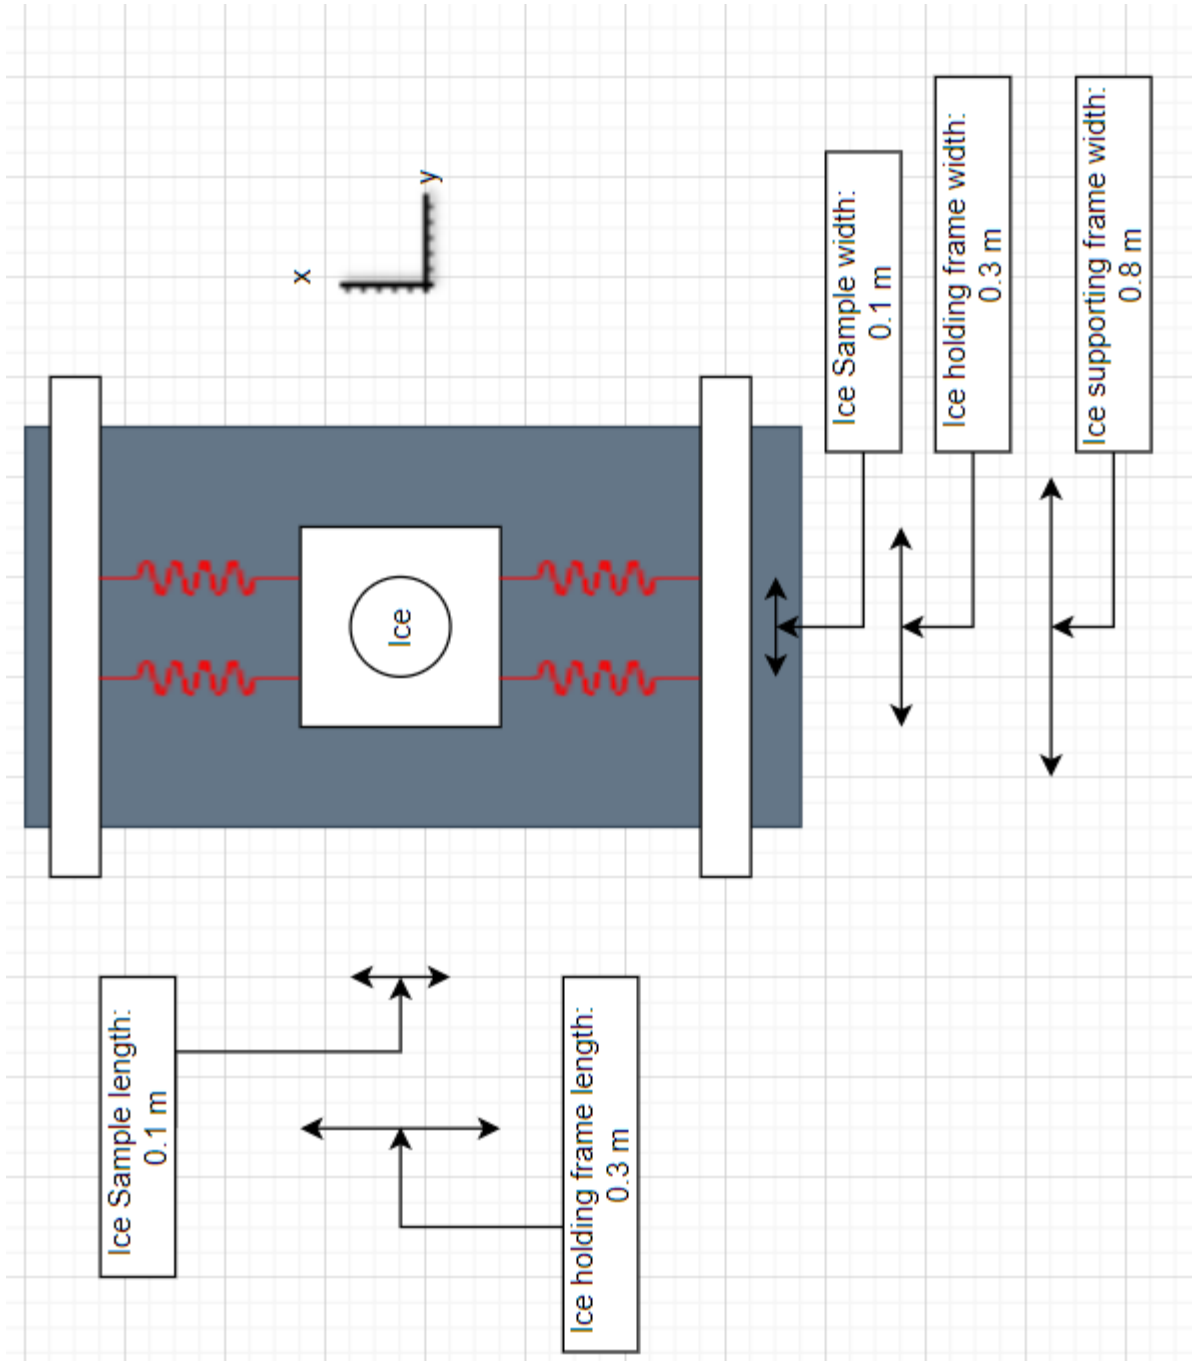 x
y
Ice Sample width:
0.1 m
Ice holding frame width:
0.3 m
Ice supporting frame width:
0.8 m
Ice
Ice Sample length:
0.1 m
Ice holding frame length:
0.3 m